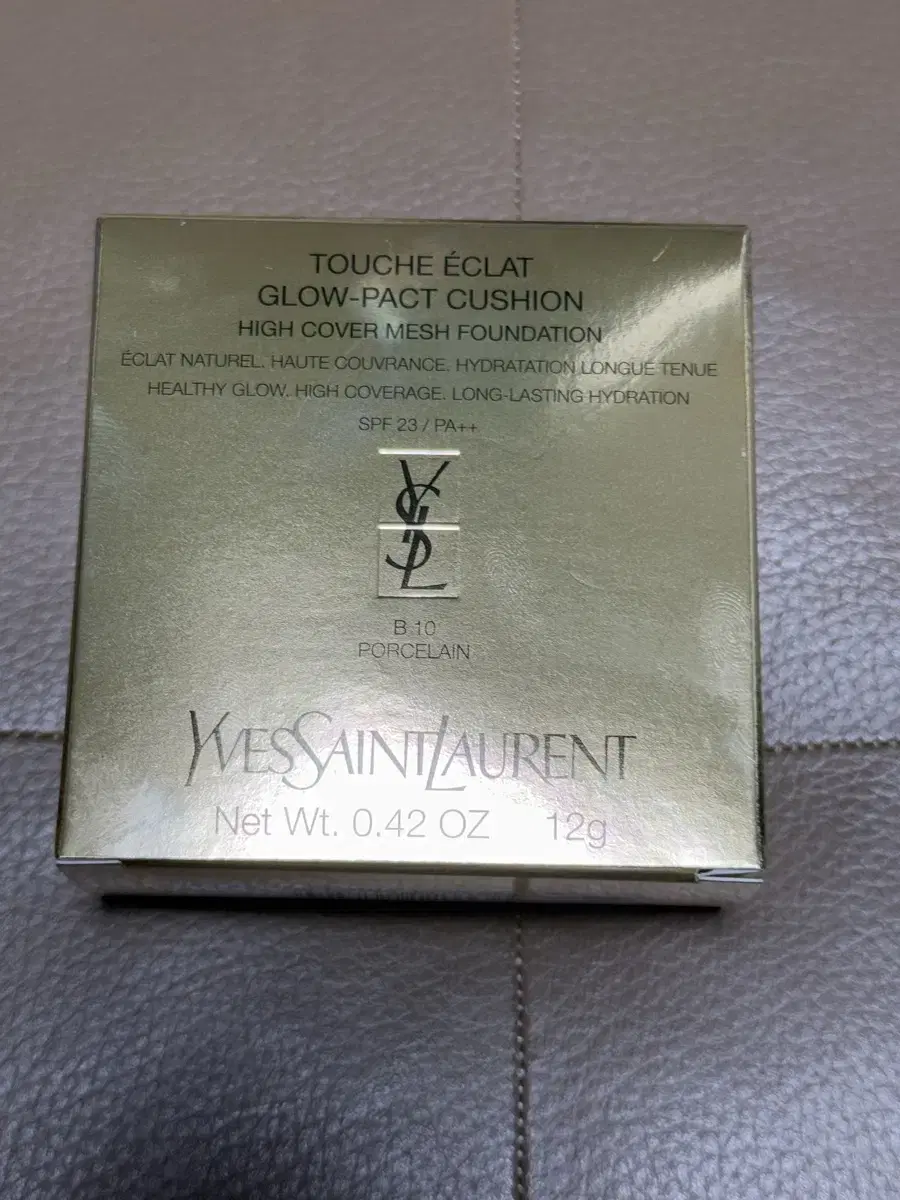 TOUCHE ÉCLAT
GLOW-PACT CUSHION
HIGH COVER MESH FOUNDATION
ÉCLAT NATUREL. HAUTE COUVRANCE. HYDRATATION LONGUE TENUE
HEALTHY GLOW. HIGH COVERAGE. LONG-LASTING HYDRATION
SPF 23 / PA++
YSL
B 10
PORCELAIN
YVESSAINTLAURENT
Net Wt. 0.42 OZ 12g